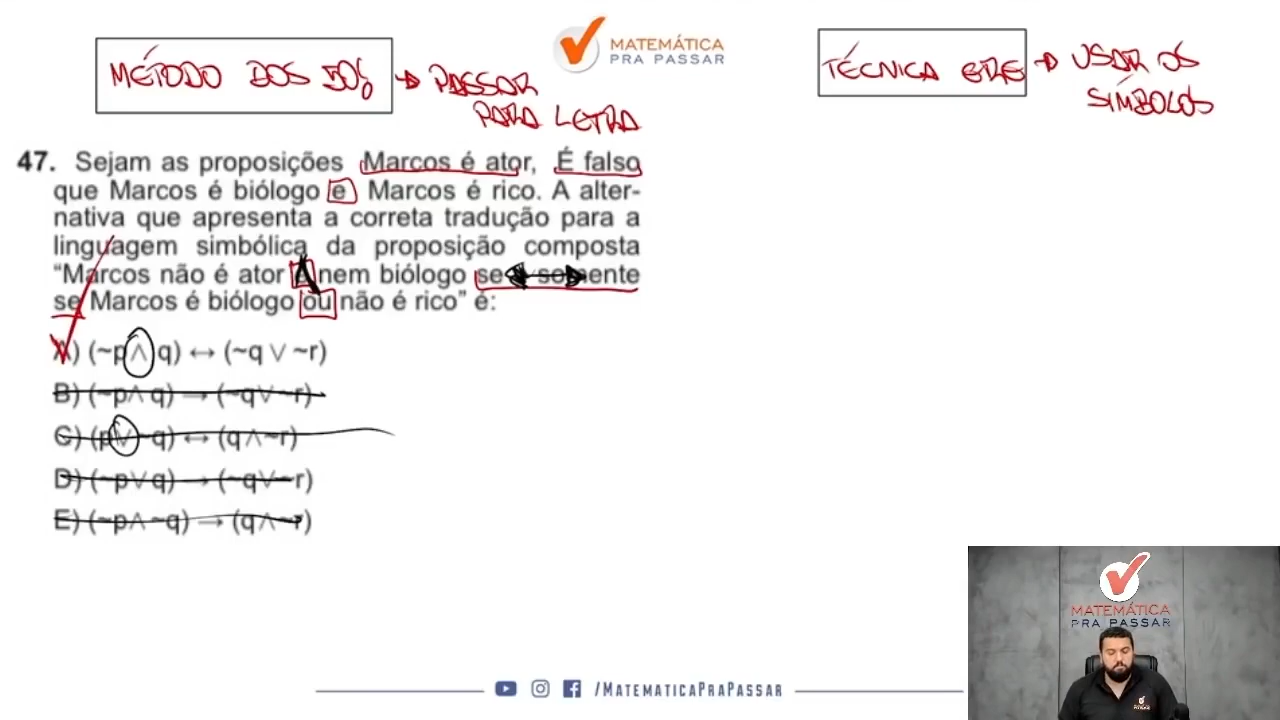 MÉTODO DOS 50% → PASSAR
PARA LETRA
MATEMÁTICA
PRA PASSAR
TÉCNICA → USAR OS
SÍMBOLOS
47. Sejam as proposições Marcos é ator, É falso
que Marcos é biólogo e Marcos é rico. A alter-
nativa que apresenta a correta tradução para a
linguagem simbólica da proposição composta
“Marcos não é ator e nem biólogo se e somente
se Marcos é biólogo ou não é rico” é:
A) (~p ∧ q) ↔ (~q ∨ ~r)
B) (~p ∧ q) → (~q ∨ ~r)
C) (p ∨ ~q) ↔ (q ∧ ~r)
D) (~p ∨ q) → (~q ∨ ~r)
E) (~p ∧ ~q) → (q ∧ ~r)
MATEMÁTICA
PRA PASSAR
/MATEMATICAPRAPASSAR